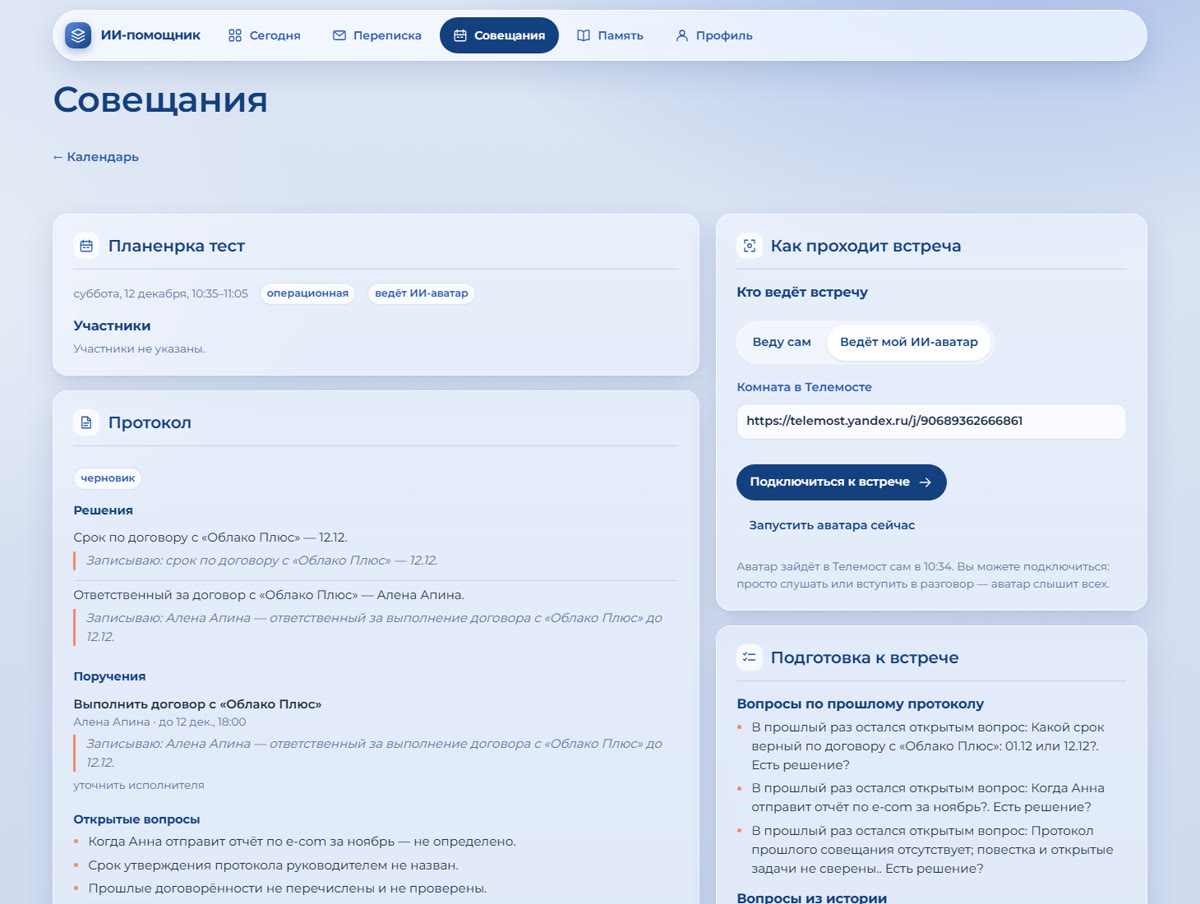 ИИ-помощник
Сегодня
Переписка
Совещания
Память
Профиль
Совещания
← Календарь
Планенрка тест
суббота, 12 декабря, 10:35–11:05
операционная
ведёт ИИ-аватар
Участники
Участники не указаны.
Протокол
черновик
Решения
Срок по договору с «Облако Плюс» — 12.12.
Записываю: срок по договору с «Облако Плюс» — 12.12.
Ответственный за договор с «Облако Плюс» — Алена Апина.
Записываю: Алена Апина — ответственный за выполнение договора с «Облако Плюс» до
12.12.
Поручения
Выполнить договор с «Облако Плюс»
Алена Апина · до 12 дек., 18:00
Записываю: Алена Апина — ответственный за выполнение договора с «Облако Плюс» до
12.12.
уточнить исполнителя
Открытые вопросы
• Когда Анна отправит отчёт по e-com за ноябрь — не определено.
• Срок утверждения протокола руководителем не назван.
• Прошлые договорённости не перечислены и не проверены.
Как проходит встреча
Кто ведёт встречу
Веду сам
Ведёт мой ИИ-аватар
Комната в Телемосте
https://telemost.yandex.ru/j/90689362666861
Подключиться к встрече →
Запустить аватара сейчас
Аватар зайдёт в Телемост сам в 10:34. Вы можете подключиться:
просто слушать или вступить в разговор — аватар слышит всех.
Подготовка к встрече
Вопросы по прошлому протоколу
• В прошлый раз остался открытым вопрос: Какой срок
верный по договору с «Облако Плюс»: 01.12 или 12.12?.
Есть решение?
• В прошлый раз остался открытым вопрос: Когда Анна
отправит отчёт по e-com за ноябрь?. Есть решение?
• В прошлый раз остался открытым вопрос: Протокол
прошлого совещания отсутствует; повестка и открытые
задачи не сверены.. Есть решение?
Вопросы из истории